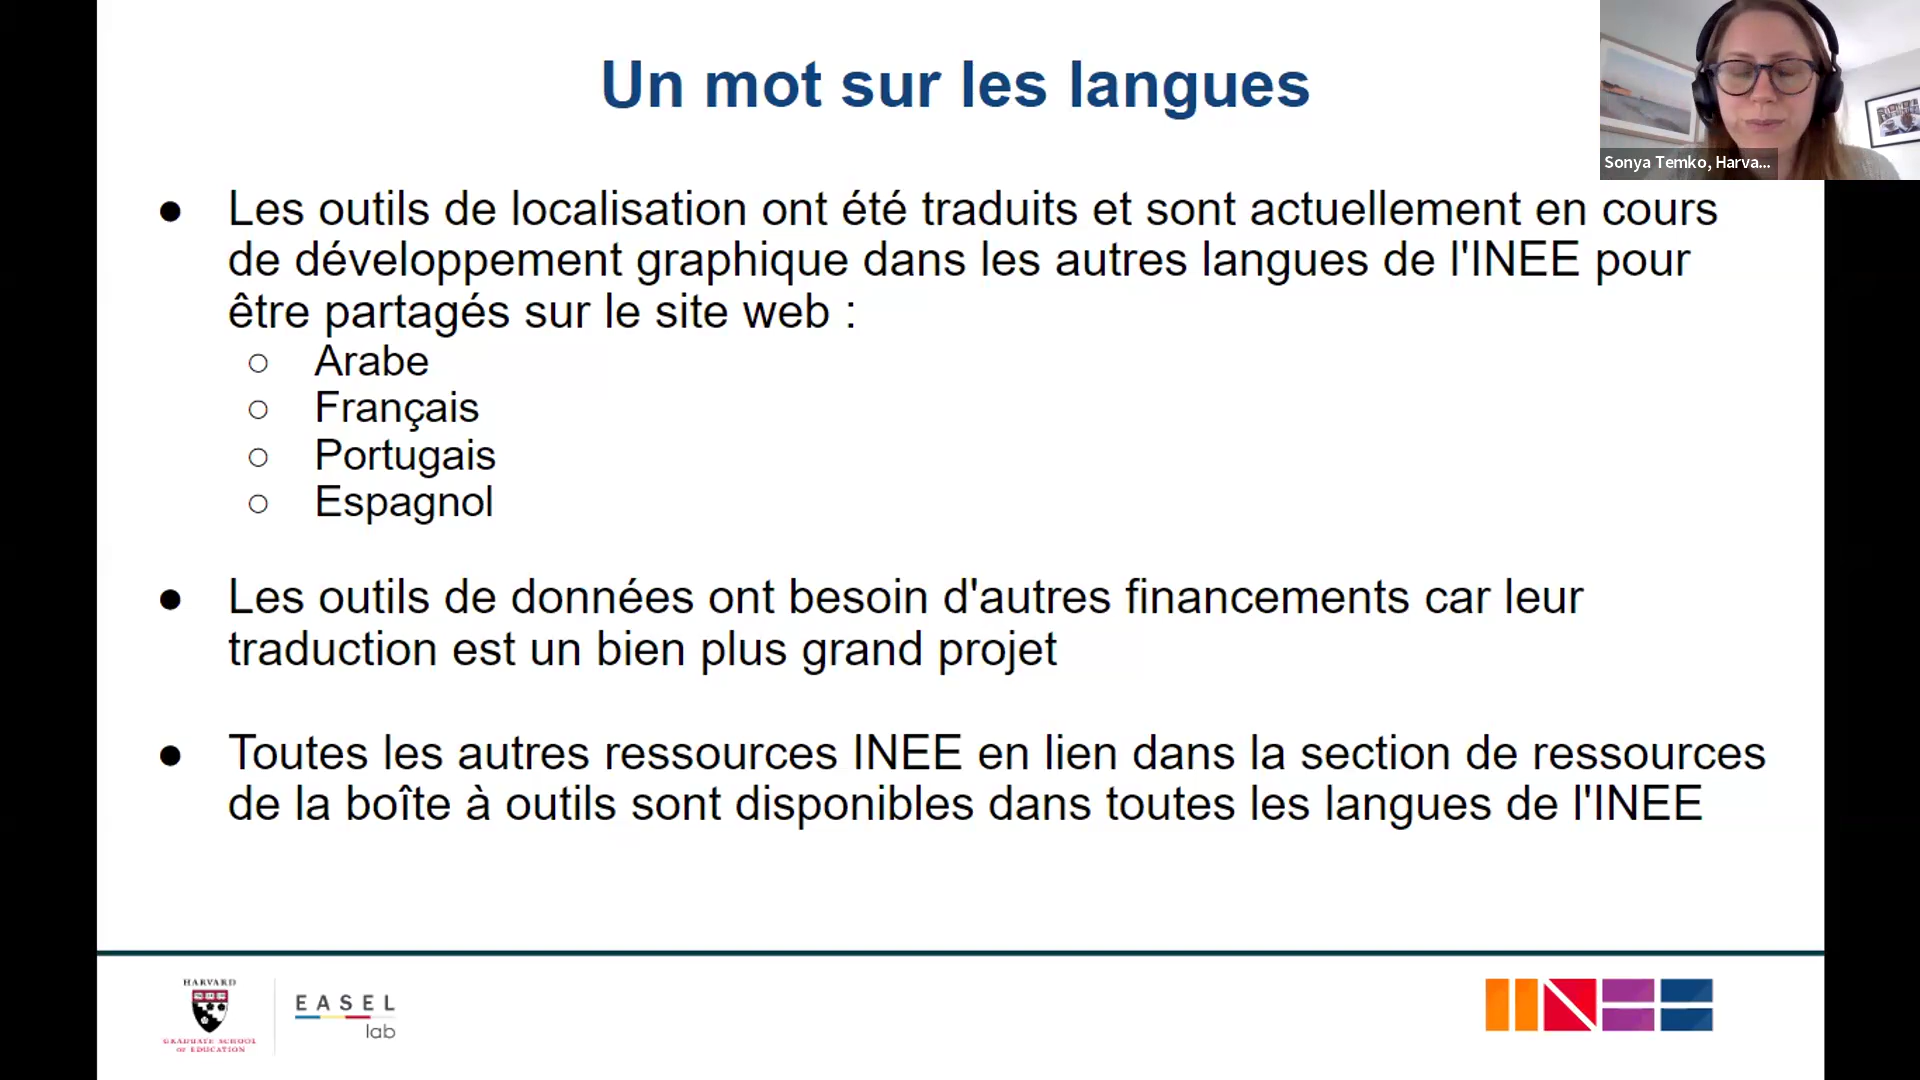 Un mot sur les langues
Sonya Temko, Harva...
● Les outils de localisation ont été traduits et sont actuellement en cours
de développement graphique dans les autres langues de l'INEE pour
être partagés sur le site web :
○ Arabe
○ Français
○ Portugais
○ Espagnol
● Les outils de données ont besoin d'autres financements car leur
traduction est un bien plus grand projet
● Toutes les autres ressources INEE en lien dans la section de ressources
de la boîte à outils sont disponibles dans toutes les langues de l'INEE
HARVARD
GRADUATE SCHOOL
OF EDUCATION
EASEL
lab
INEE